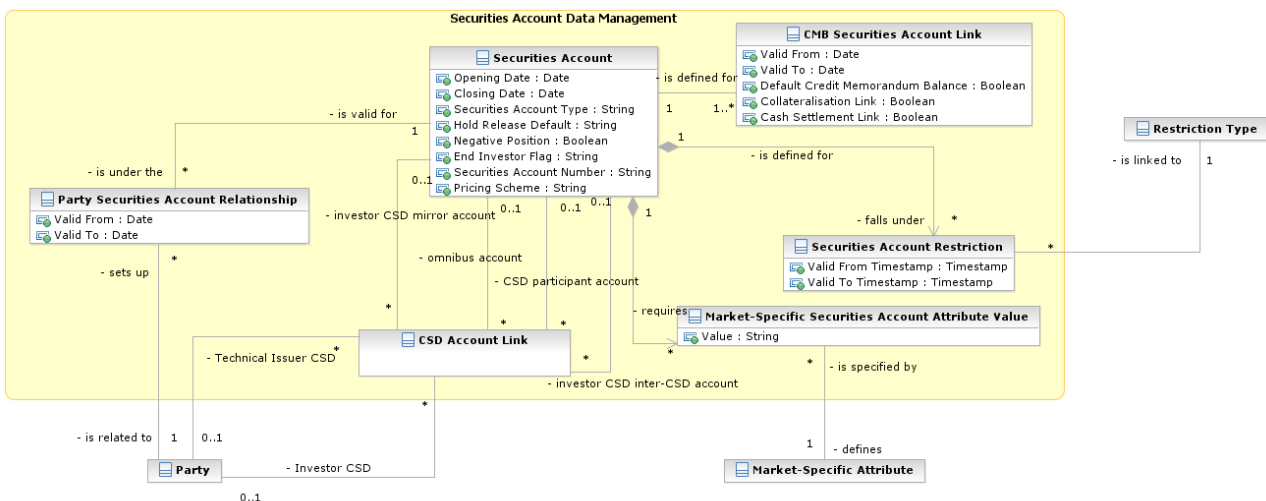 Securities Account Data Management
CMB Securities Account Link
Valid From : Date
Valid To : Date
Default Credit Memorandum Balance : Boolean
Collateralisation Link : Boolean
Cash Settlement Link : Boolean
Securities Account
Opening Date : Date
Closing Date : Date
Securities Account Type : String
Hold Release Default : String
Negative Position : Boolean
End Investor Flag : String
Securities Account Number : String
Pricing Scheme : String
- is defined for
1
1..*
- is valid for
1
Restriction Type
1
- is defined for
- is linked to
1
- is under the
*
0..1
Party Securities Account Relationship
Valid From : Date
Valid To : Date
0..1
0..1
0..1
1
- investor CSD mirror account
- falls under
*
Securities Account Restriction
Valid From Timestamp : Timestamp
Valid To Timestamp : Timestamp
*
- omnibus account
- sets up
*
- CSD participant account
*
*
*
- requires
*
Market-Specific Securities Account Attribute Value
Value : String
CSD Account Link
- Technical Issuer CSD
*
*
- investor CSD inter-CSD account
*
- is specified by
*
- is related to
1
0..1
1
- defines
Party
- Investor CSD
0..1
Market-Specific Attribute